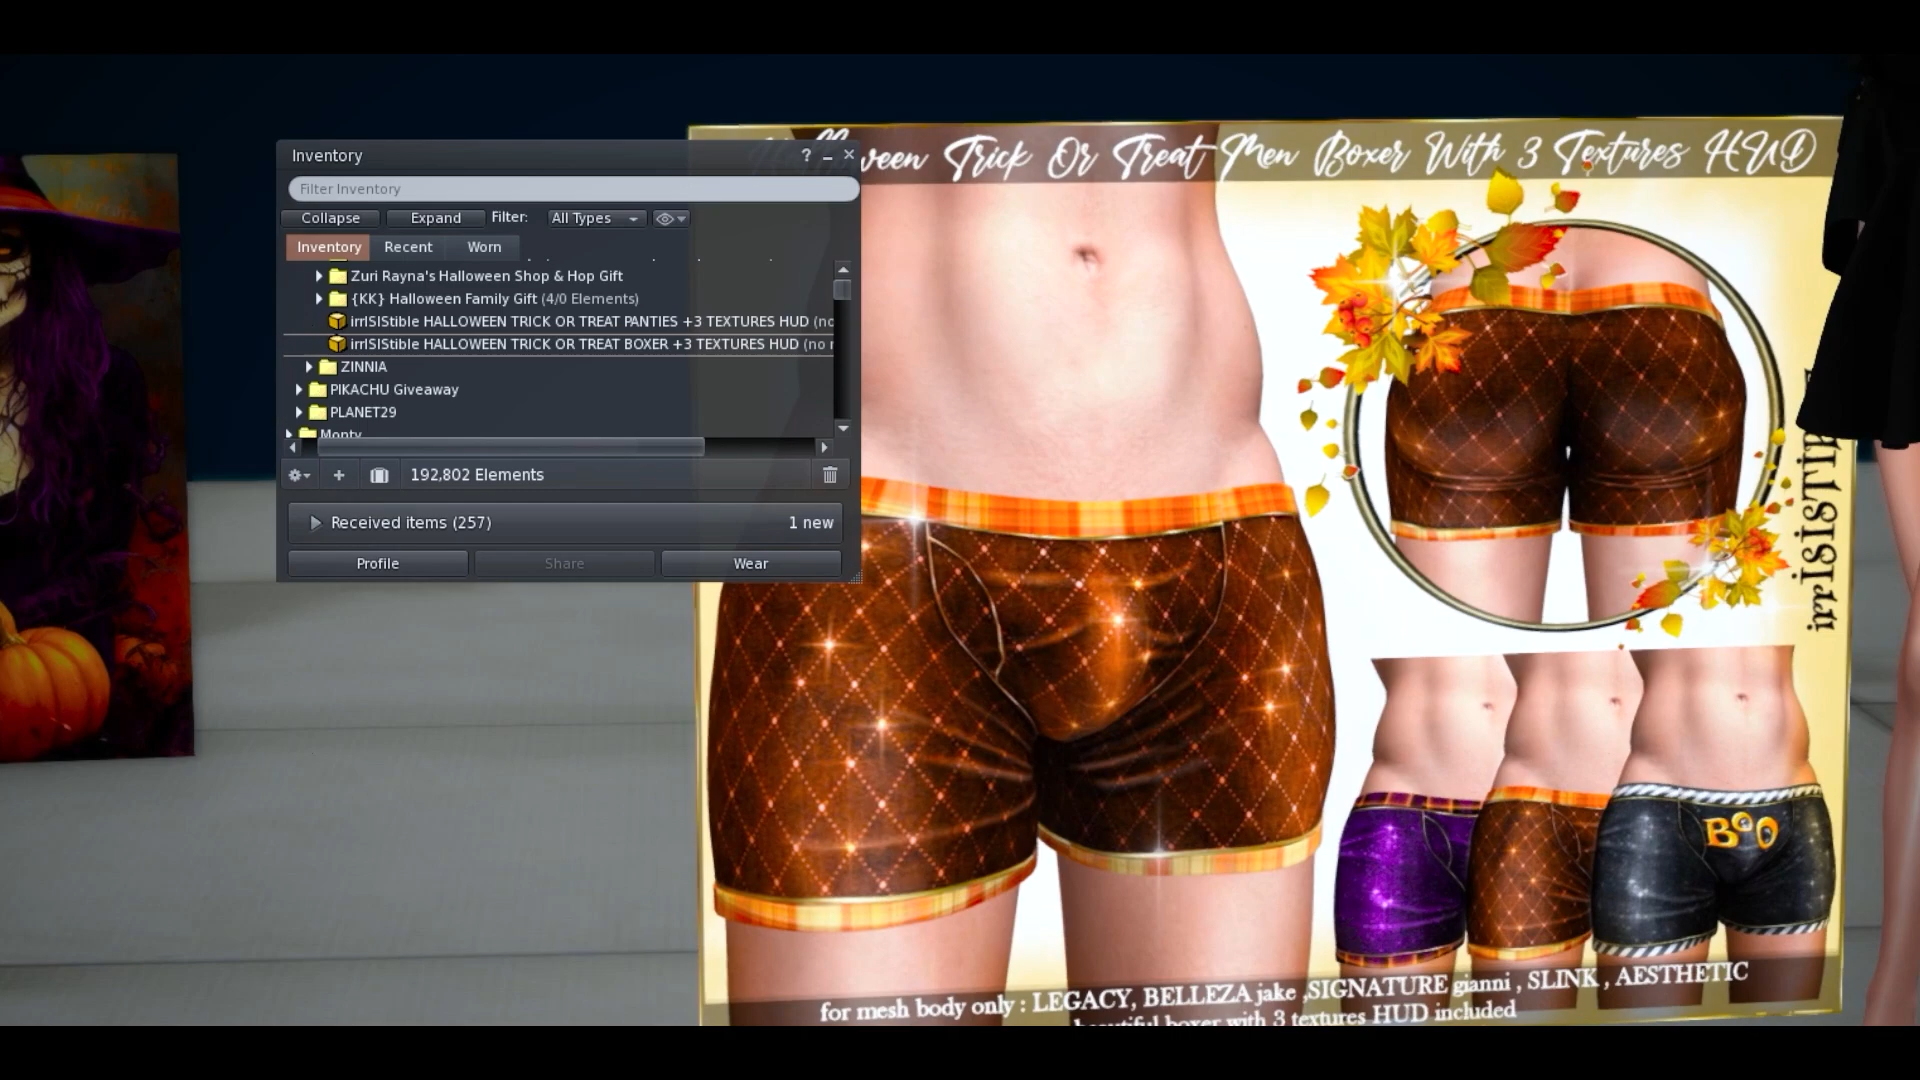 Inventory
?
Filter Inventory
Collapse Expand Filter: All Types
Inventory Recent Worn
Zuri Rayna's Halloween Shop & Hop Gift
{KK} Halloween Family Gift (4/0 Elements)
irrISIStible HALLOWEEN TRICK OR TREAT PANTIES +3 TEXTURES HUD (no
irrISIStible HALLOWEEN TRICK OR TREAT BOXER +3 TEXTURES HUD (no
ZINNIA
PIKACHU Giveaway
PLANET29
Monty
192,802 Elements
Received items (257) 1 new
Profile Share Wear
Trick Or Treat Men Boxer With 3 Textures HUD
BOO
for mesh body only : LEGACY, BELLEZA jake ,SIGNATURE gianni , SLINK , AESTHETIC
beautiful boxer with 3 textures HUD included